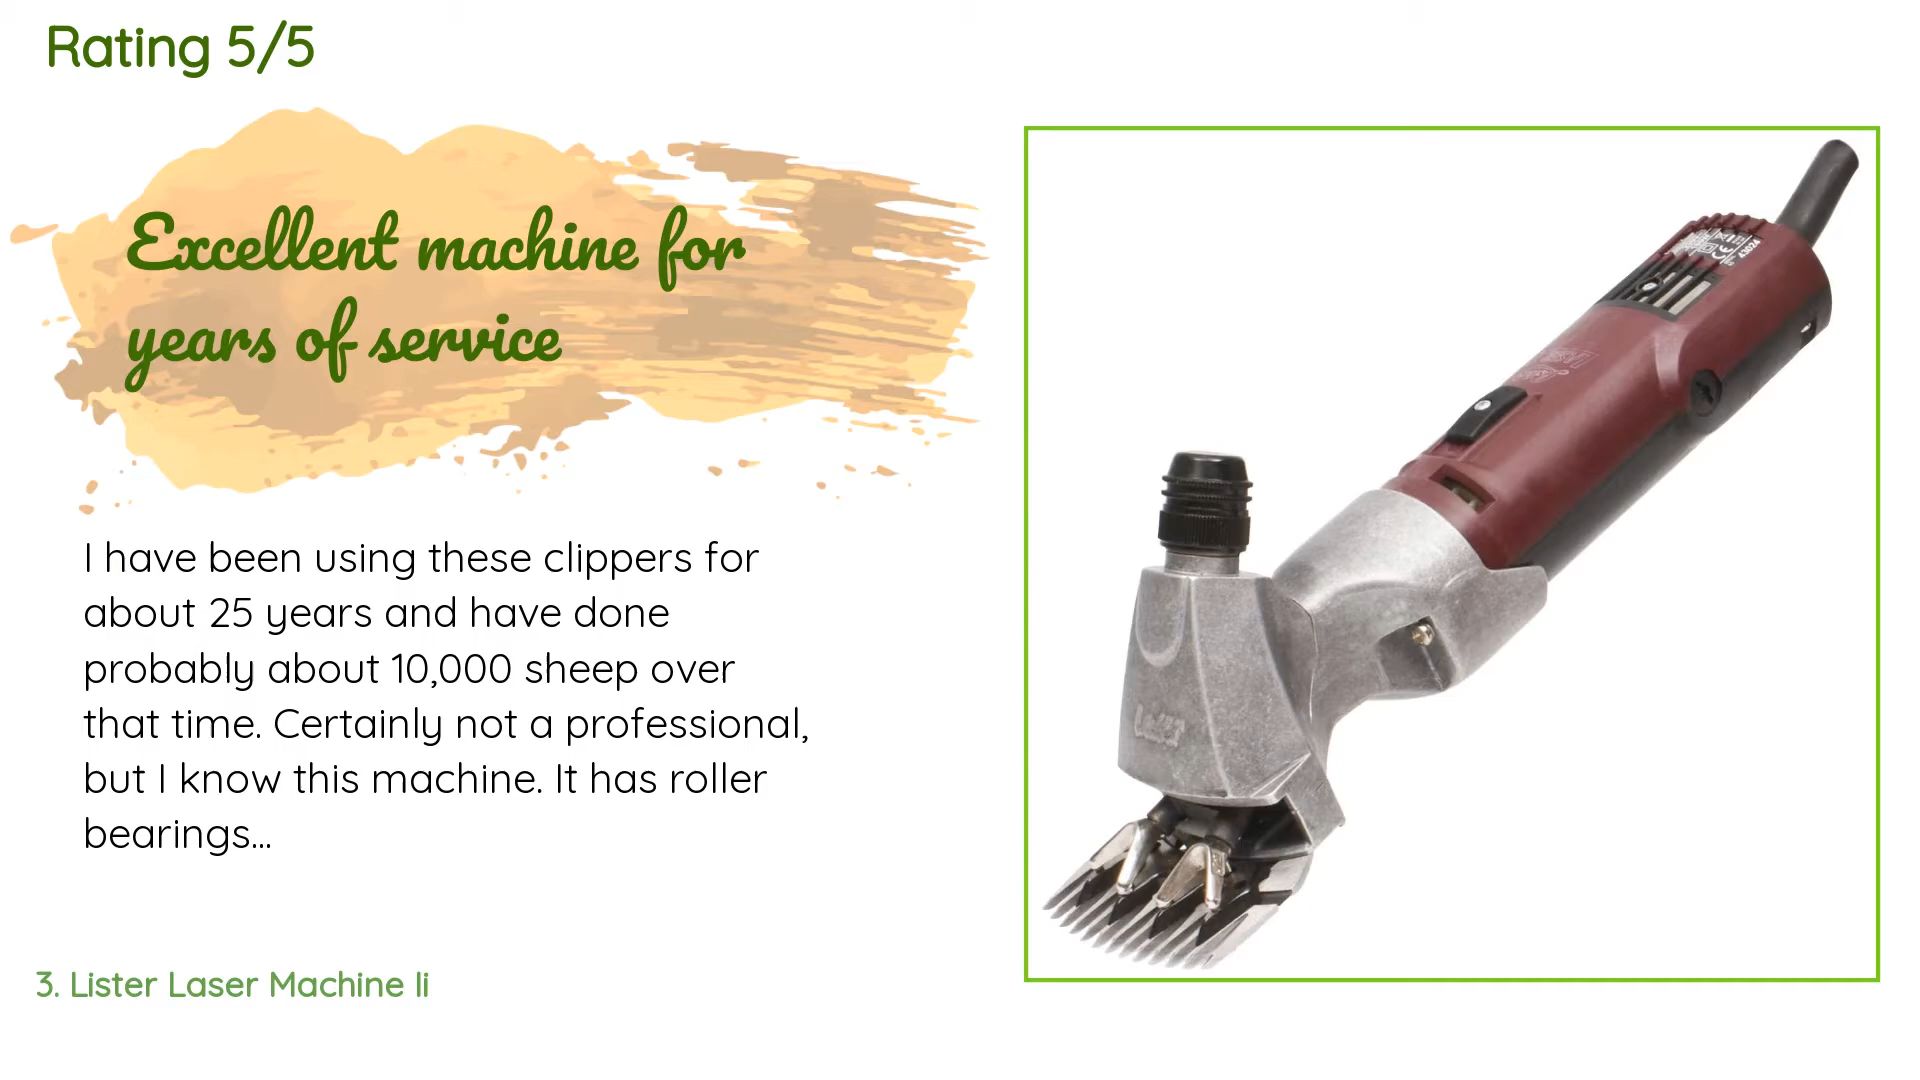 Rating 5/5
Excellent machine for
years of service
I have been using these clippers for
about 25 years and have done
probably about 10,000 sheep over
that time. Certainly not a professional,
but I know this machine. It has roller
bearings...
3. Lister Laser Machine Ii